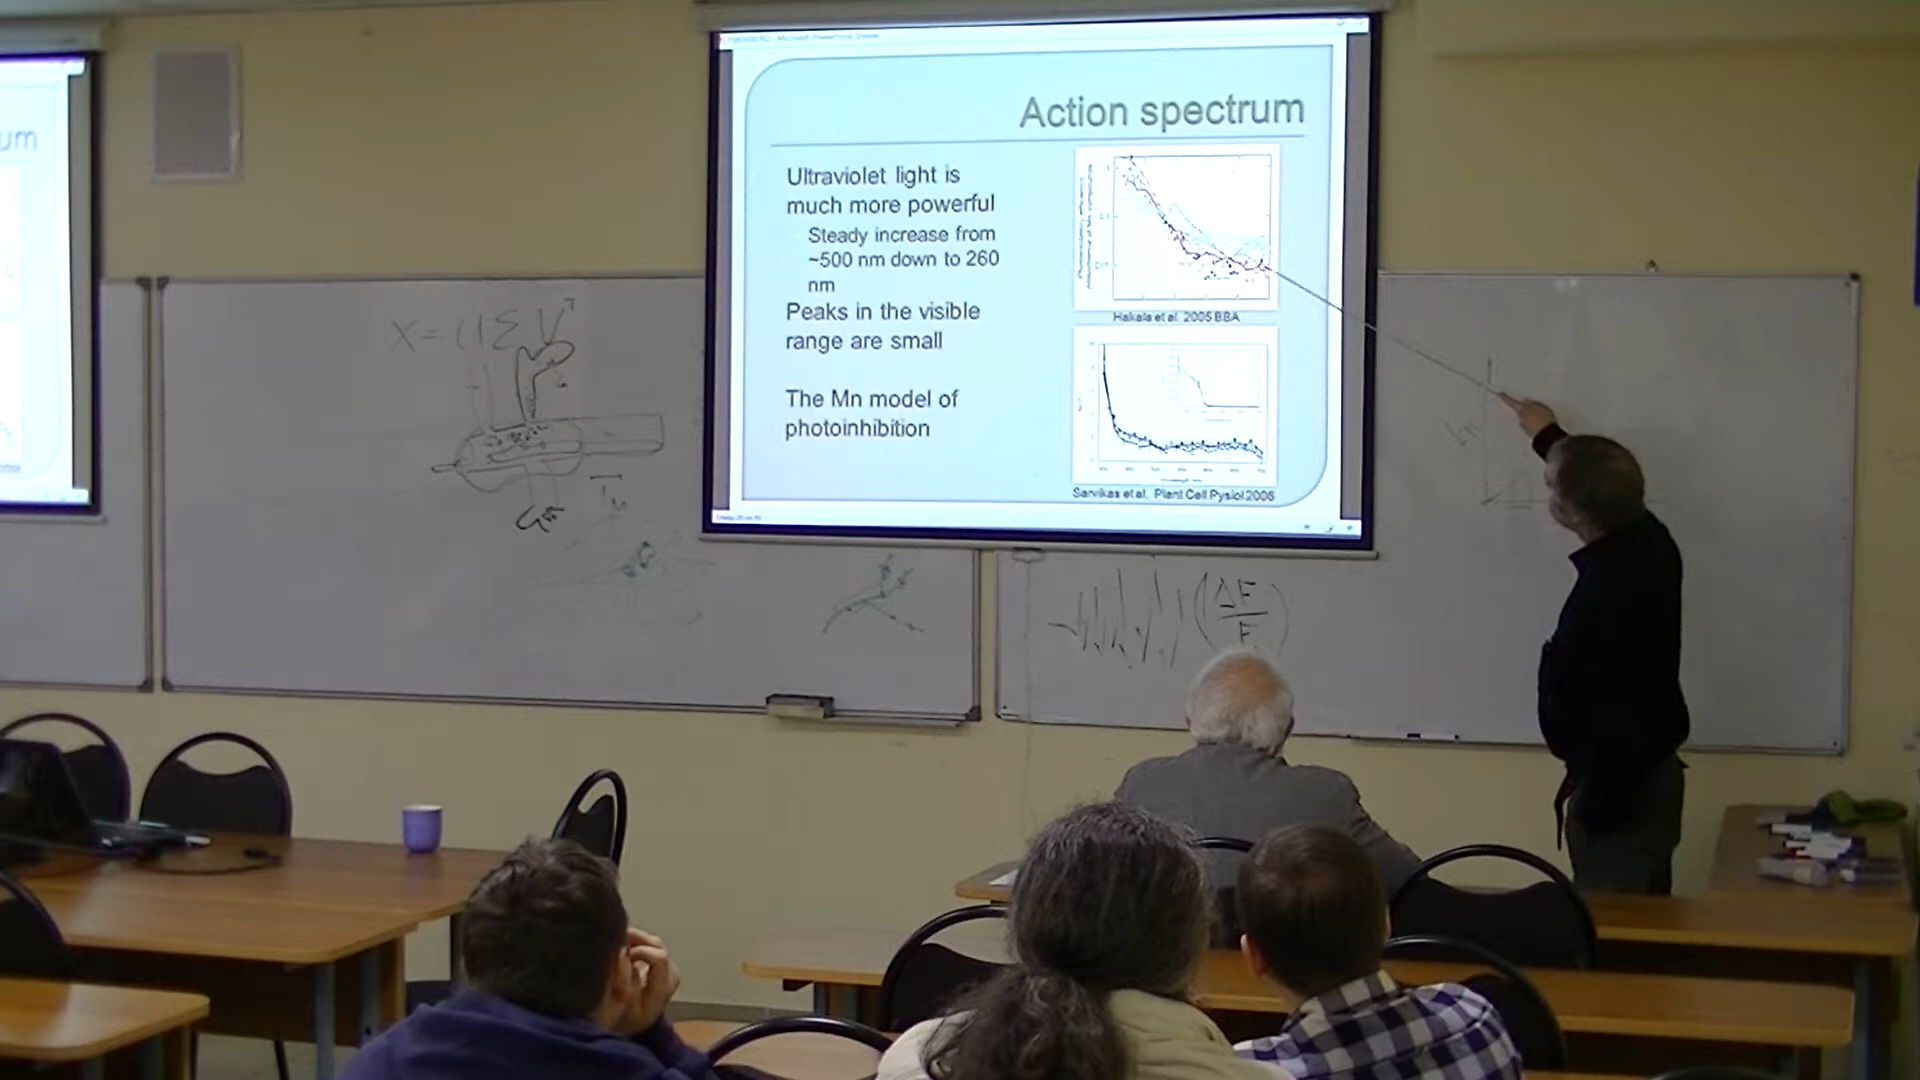 um
Action spectrum
Ultraviolet light is
much more powerful
Steady increase from
~500 nm down to 260
nm
Peaks in the visible
range are small
The Mn model of
photoinhibition
Hakala et al. 2005 BBA
Sarvikas et al. Plant Cell Pysiol 2006
X = U Σ V^T
ΔF
F